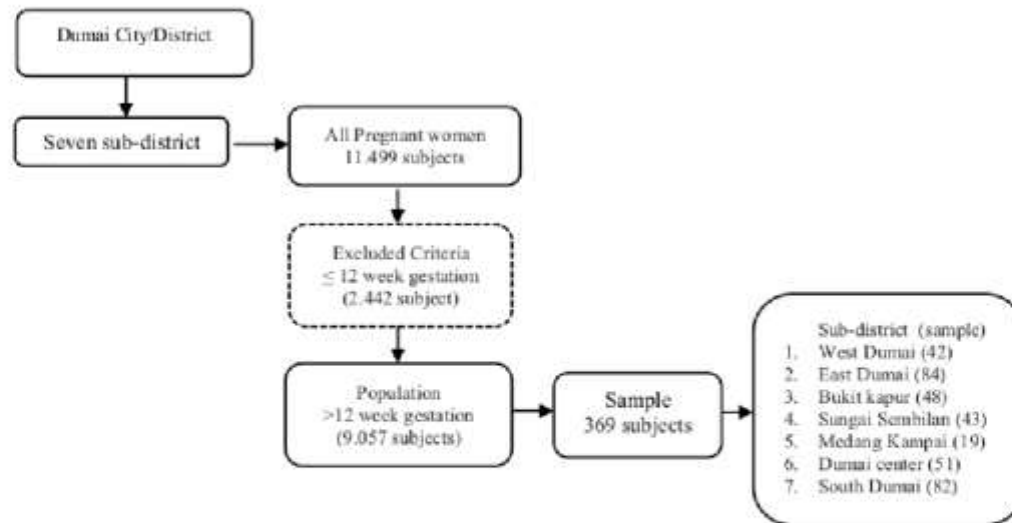 Dumai City/District
Seven sub-district
All Pregnant women
11.499 subjects
Excluded Criteria
≤ 12 week gestation
(2.442 subject)
Population
>12 week gestation
(9.057 subjects)
Sample
369 subjects
Sub-district (sample)
1. West Dumai (42)
2. East Dumai (84)
3. Bukit kapur (48)
4. Sungai Sembilan (43)
5. Medang Kampai (19)
6. Dumai center (51)
7. South Dumai (82)